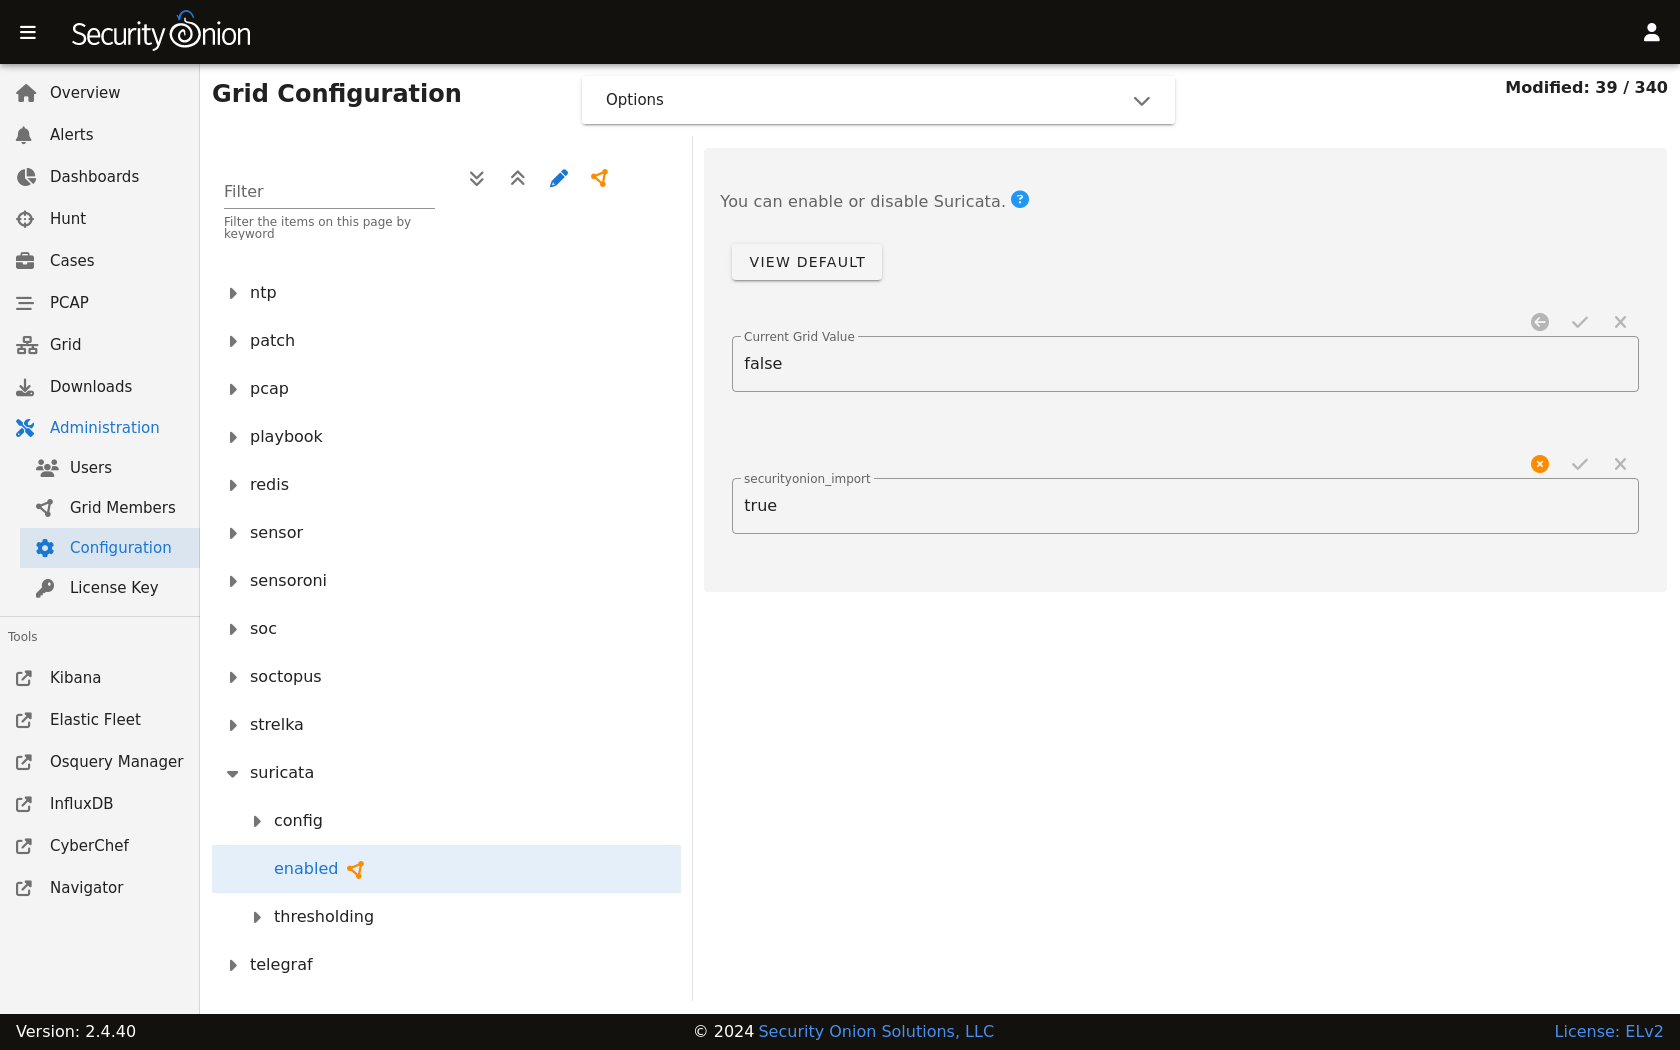 Security Onion
Overview
Alerts
Dashboards
Hunt
Cases
PCAP
Grid
Downloads
Administration
Users
Grid Members
Configuration
License Key
Tools
Kibana
Elastic Fleet
Osquery Manager
InfluxDB
CyberChef
Navigator
Grid Configuration
Options
Modified: 39 / 340
Filter
Filter the items on this page by
keyword
ntp
patch
pcap
playbook
redis
sensor
sensoroni
soc
soctopus
strelka
suricata
config
enabled
thresholding
telegraf
You can enable or disable Suricata. ?
VIEW DEFAULT
Current Grid Value
false
securityonion_import
true
Version: 2.4.40
© 2024 Security Onion Solutions, LLC
License: ELv2